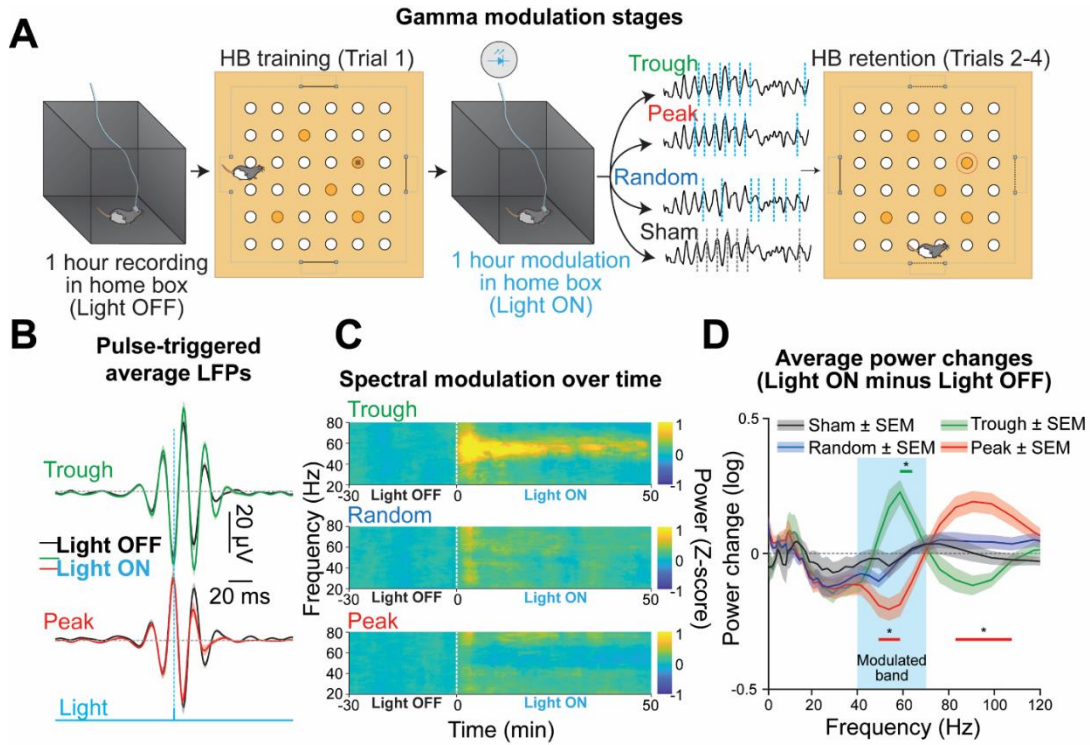 Gamma modulation stages
A
HB training (Trial 1)
HB retention (Trials 2-4)
Trough
Peak
Random
Sham
1 hour recording
in home box
(Light OFF)
1 hour modulation
in home box
(Light ON)
B
Pulse-triggered
average LFPs
Trough
Light OFF
Light ON
20 µV
20 ms
Peak
Light
C
Spectral modulation over time
Trough
80
60
40
20
-30
Light OFF
0
Light ON
50
1
0
-1
Random
80
60
40
20
-30
Light OFF
0
Light ON
50
1
0
-1
Peak
80
60
40
20
-30
Light OFF
0
Light ON
50
1
0
-1
Frequency (Hz)
Power (Z-score)
Time (min)
D
Average power changes
(Light ON minus Light OFF)
0.5
0
-0.5
Power change (log)
Sham ± SEM
Trough ± SEM
Random ± SEM
Peak ± SEM
*
*
*
Modulated
band
0 20 40 60 80 100 120
Frequency (Hz)